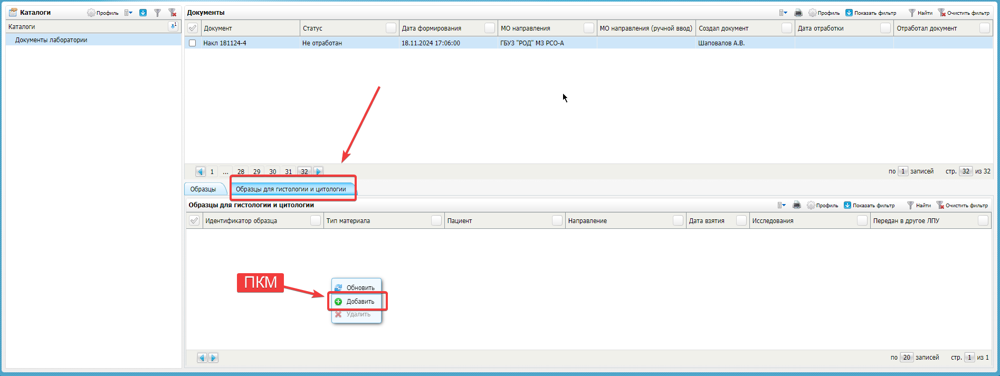 Каталоги
Профиль
Каталоги
1
Документы лаборатории
Документы
Профиль Показать фильтр Найти Очистить фильтр
Документ Статус Дата формирования МО направления МО направления (ручной ввод) Создал документ Дата отработки Отработал документ
Накл 181124-4 Не отработан 18.11.2024 17:06:00 ГБУЗ "РОД" МЗ РСО-А Шаповалов А.В.
1 ... 28 29 30 31 32
по 1 записей стр. 32 из 32
Образцы Образцы для гистологии и цитологии
Образцы для гистологии и цитологии
Профиль Показать фильтр Найти Очистить фильтр
Идентификатор образца Тип материала Пациент Направление Дата взятия Исследования Передан в другое ЛПУ
ПКМ
Обновить
Добавить
Удалить
по 20 записей стр. 1 из 1